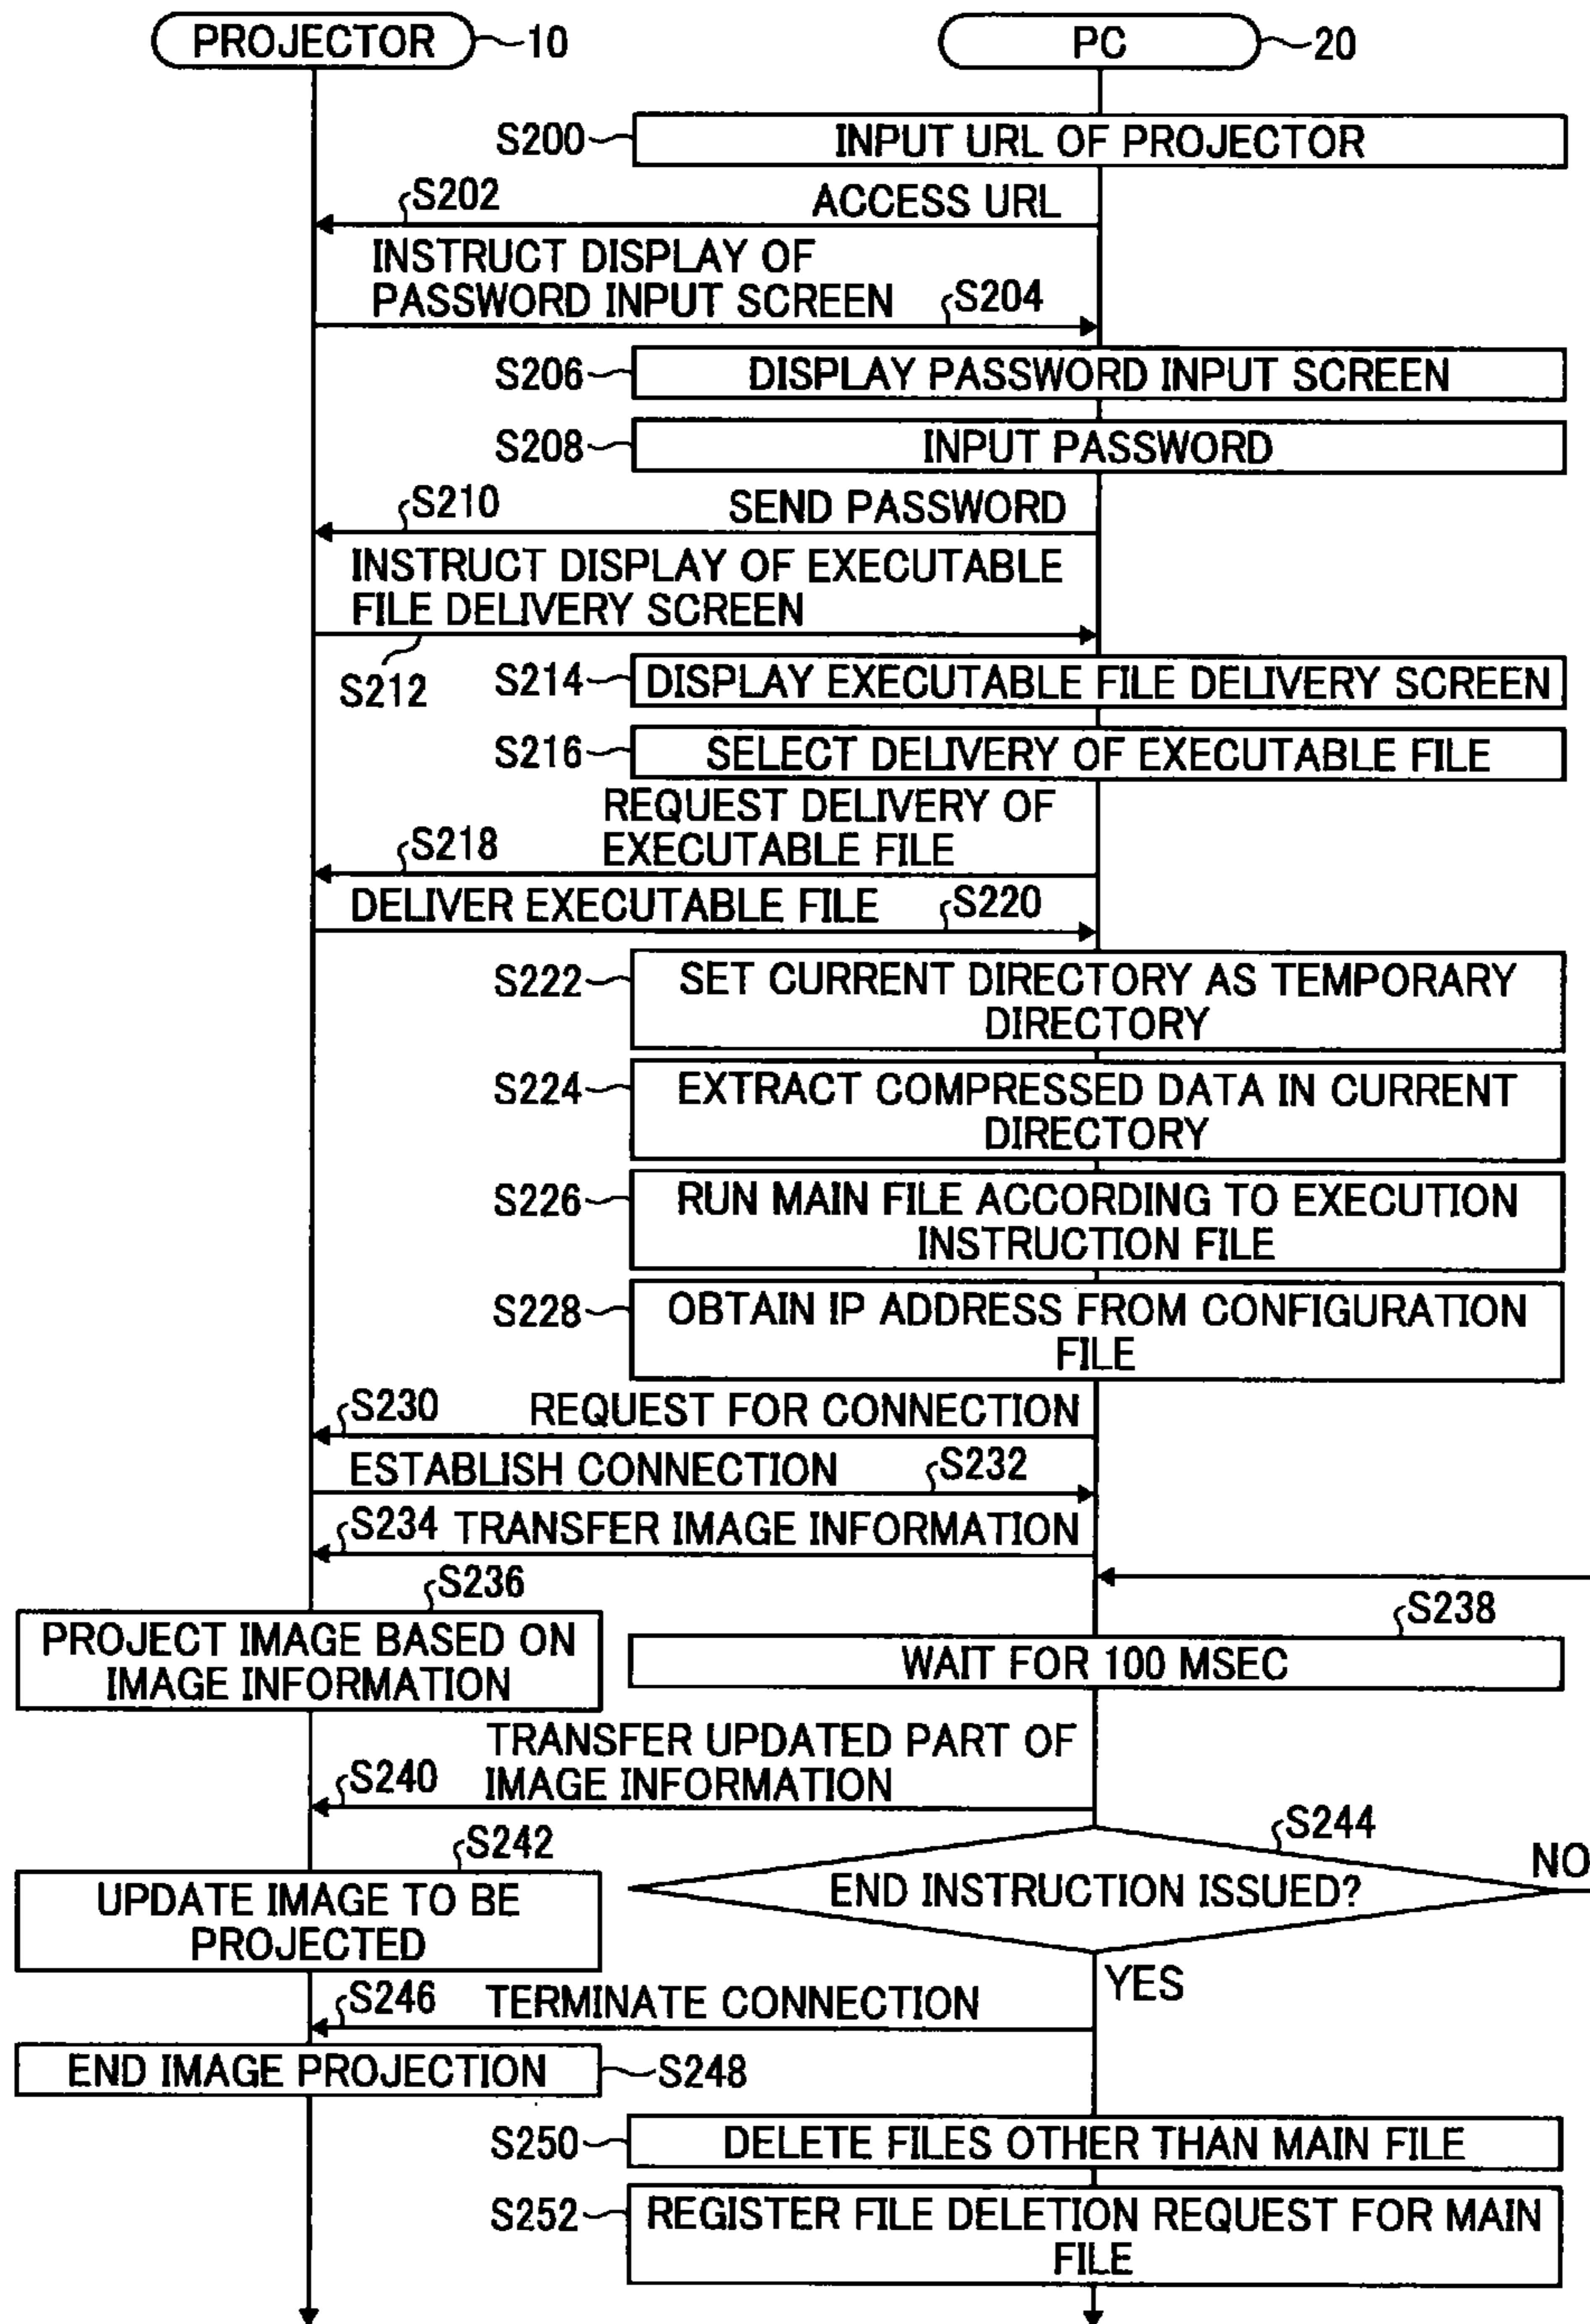 PROJECTOR 10
PC 20
S200 INPUT URL OF PROJECTOR
S202 ACCESS URL
INSTRUCT DISPLAY OF
PASSWORD INPUT SCREEN S204
S206 DISPLAY PASSWORD INPUT SCREEN
S208 INPUT PASSWORD
S210 SEND PASSWORD
INSTRUCT DISPLAY OF EXECUTABLE
FILE DELIVERY SCREEN
S212
S214 DISPLAY EXECUTABLE FILE DELIVERY SCREEN
S216 SELECT DELIVERY OF EXECUTABLE FILE
REQUEST DELIVERY OF
S218 EXECUTABLE FILE
DELIVER EXECUTABLE FILE S220
S222 SET CURRENT DIRECTORY AS TEMPORARY
DIRECTORY
S224 EXTRACT COMPRESSED DATA IN CURRENT
DIRECTORY
S226 RUN MAIN FILE ACCORDING TO EXECUTION
INSTRUCTION FILE
S228 OBTAIN IP ADDRESS FROM CONFIGURATION
FILE
S230 REQUEST FOR CONNECTION
ESTABLISH CONNECTION S232
S234 TRANSFER IMAGE INFORMATION
S236
PROJECT IMAGE BASED ON
IMAGE INFORMATION
S238
WAIT FOR 100 MSEC
TRANSFER UPDATED PART OF
S240 IMAGE INFORMATION
S242
UPDATE IMAGE TO BE
PROJECTED
S244
END INSTRUCTION ISSUED?
NO
YES
S246 TERMINATE CONNECTION
END IMAGE PROJECTION S248
S250 DELETE FILES OTHER THAN MAIN FILE
S252 REGISTER FILE DELETION REQUEST FOR MAIN
FILE